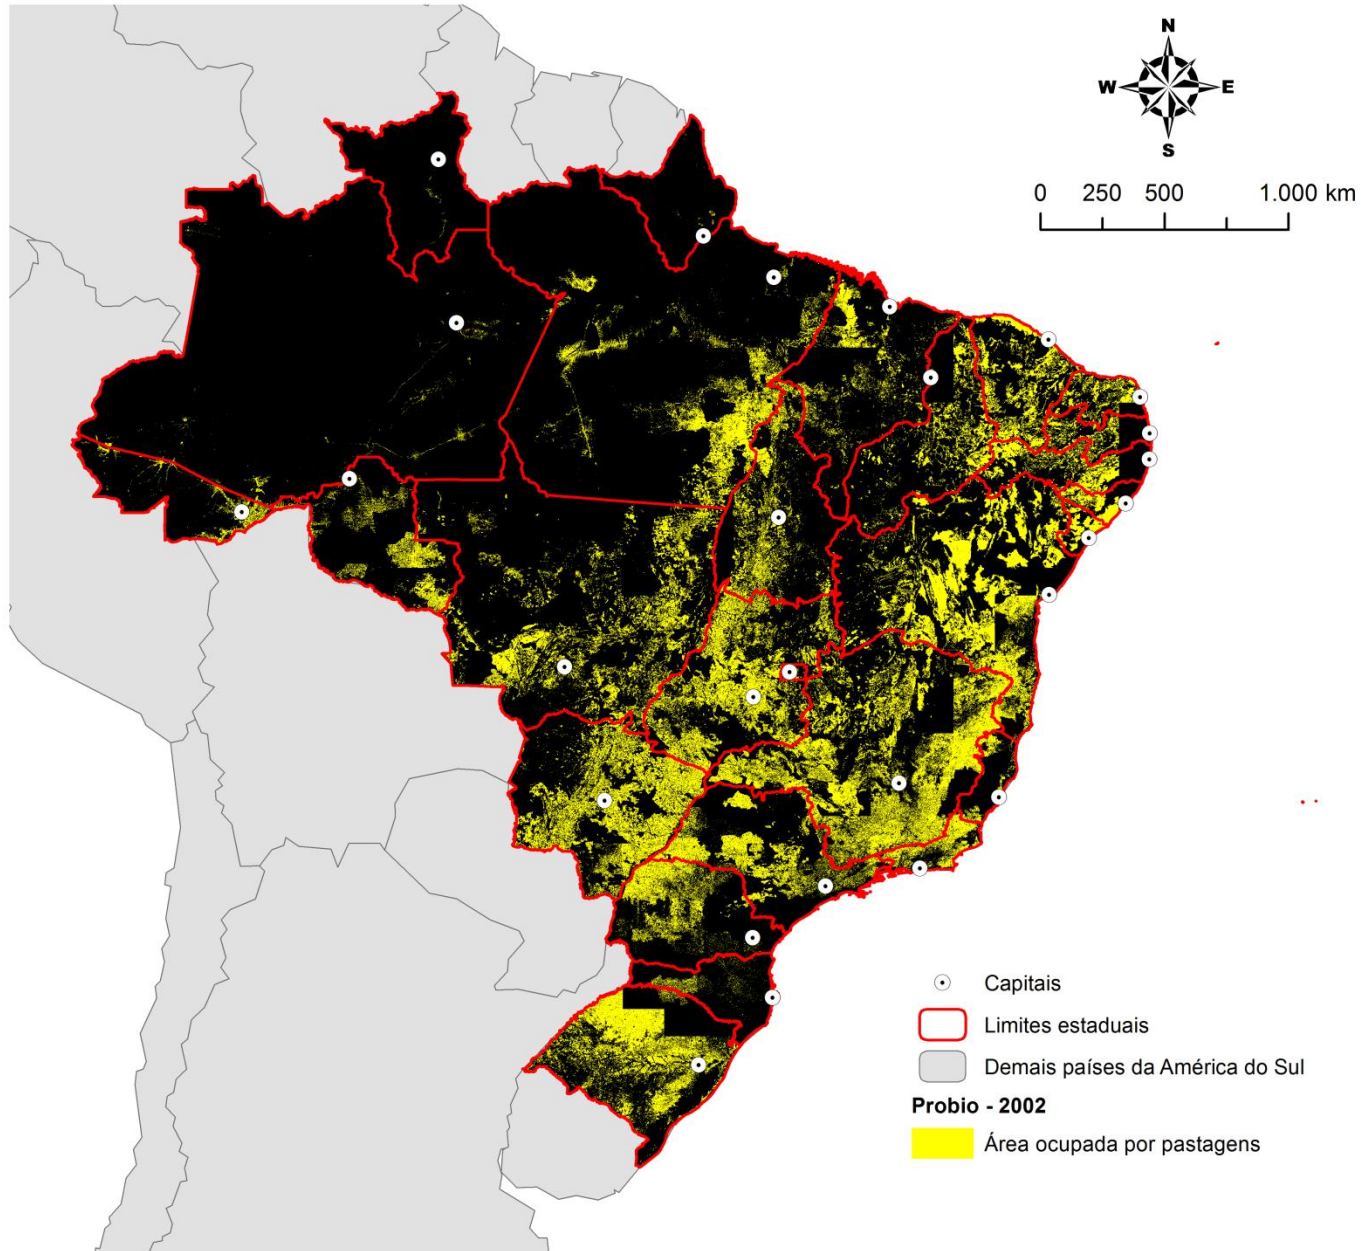 N
W E
S
0 250 500 1.000 km
Capitais
Limites estaduais
Demais países da América do Sul
Probio - 2002
Área ocupada por pastagens